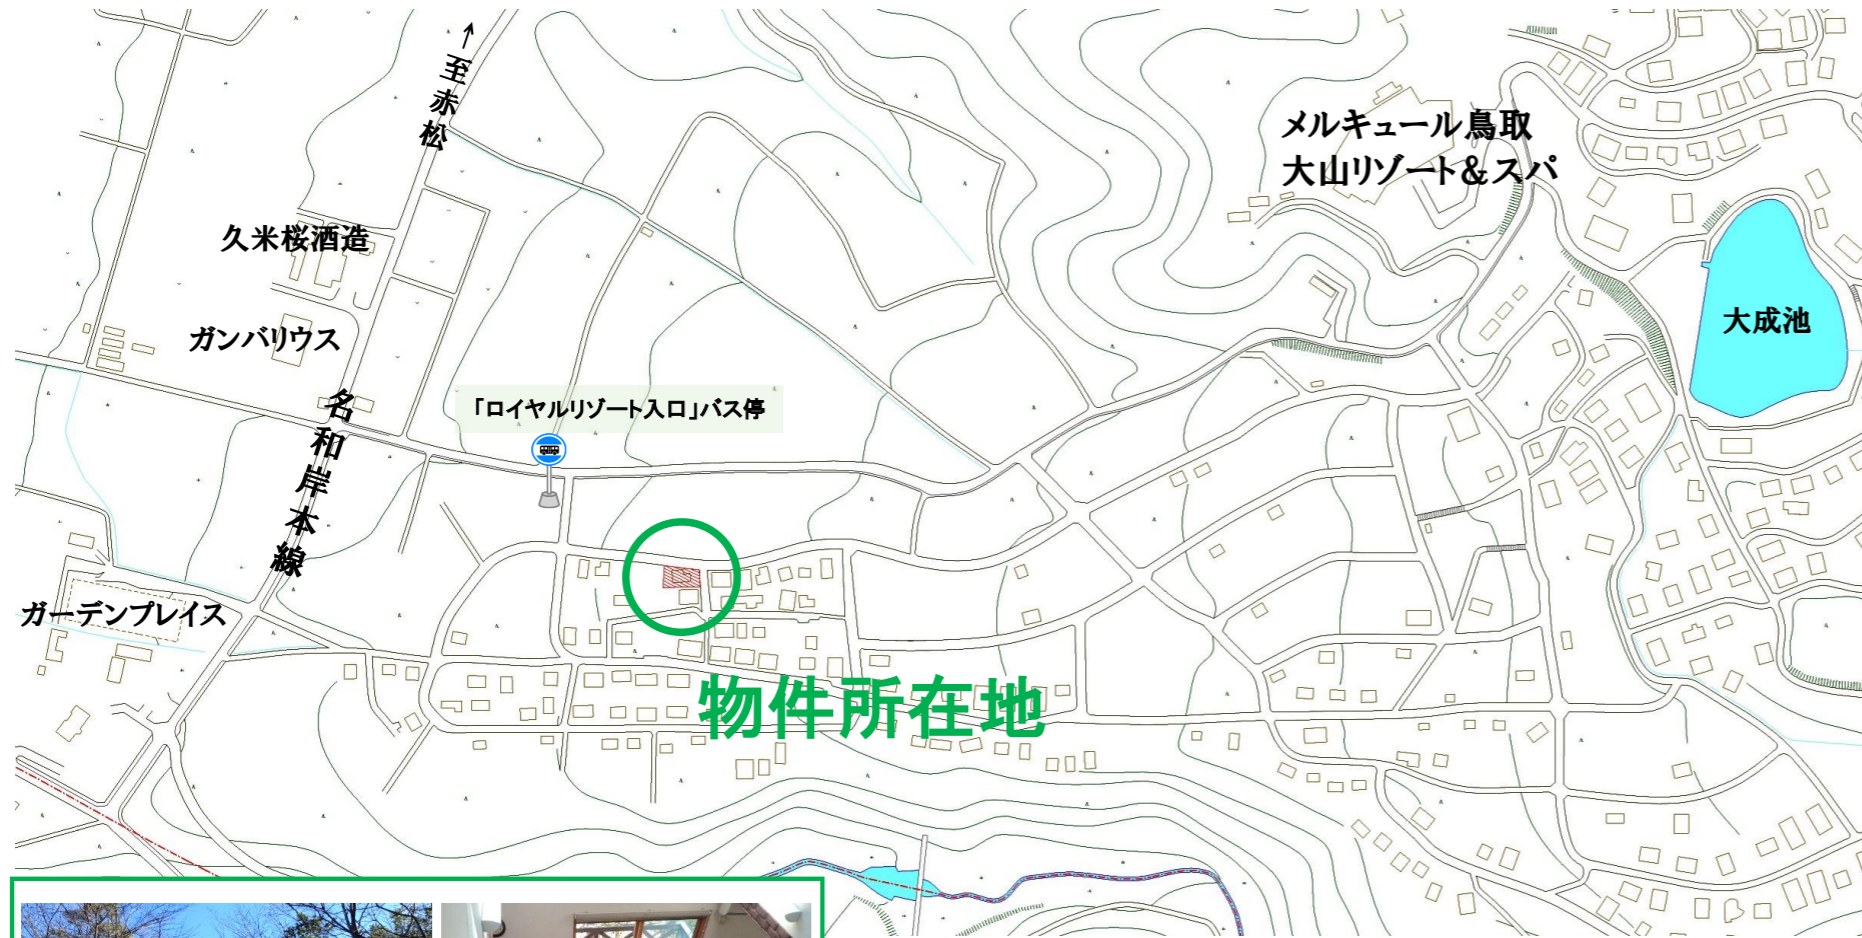 ←至赤松
メルキュール鳥取
大山リゾート&スパ
久米桜酒造
ガンバリウス
大成池
「ロイヤルリゾート入口」バス停
名和岸本線
ガーデンプレイス
物件所在地